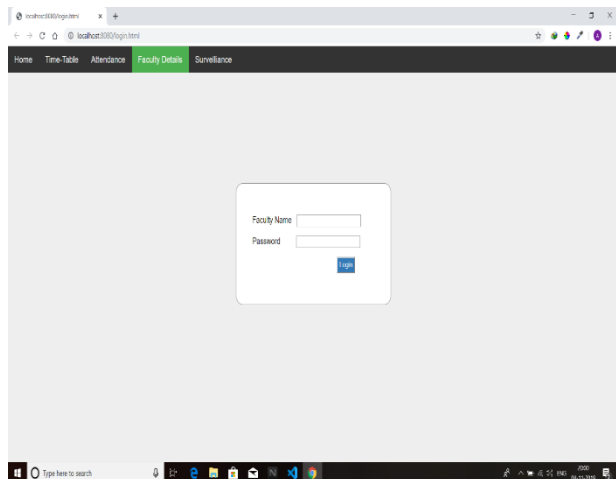 localhost:8080/login.html
localhost:8080/login.html
Home Time-Table Attendance Faculty Details Surveillance
Faculty Name
Password
Login
Type here to search
ENG